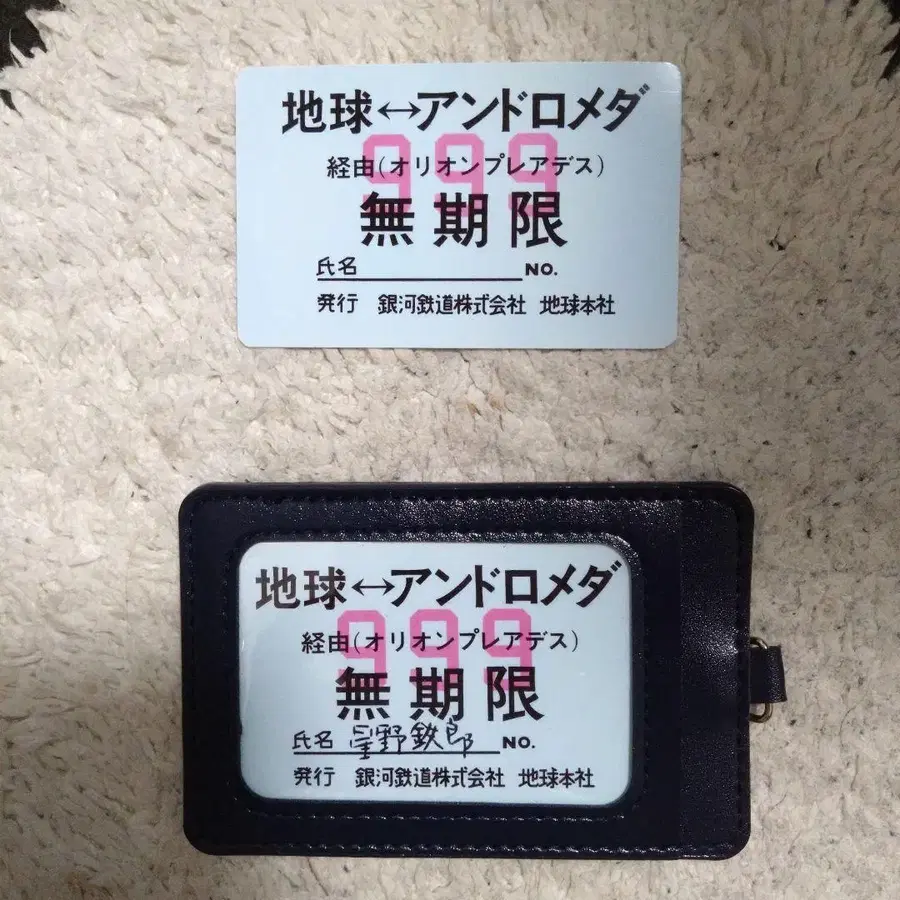 地球↔アンドロメダ
999
経由(オリオンプレアデス)
無期限
氏名 NO.
発行 銀河鉄道株式会社 地球本社
地球↔アンドロメダ
999
経由(オリオンプレアデス)
無期限
氏名 星野鉄郎 NO.
発行 銀河鉄道株式会社 地球本社